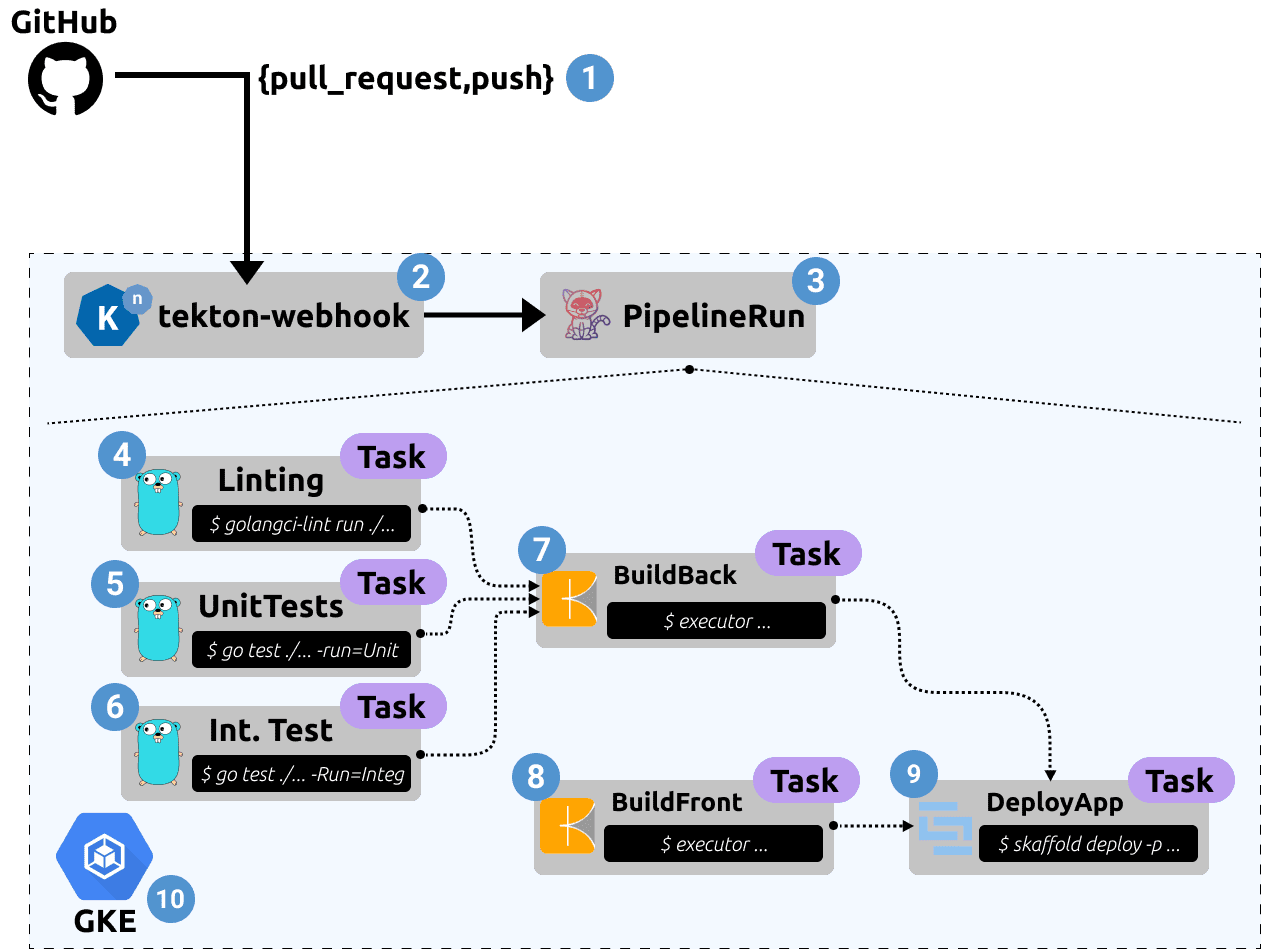 GitHub
{pull_request,push} 1
2
n
K
tekton-webhook
3
PipelineRun
4
Task
Linting
$ golangci-lint run ./...
5
Task
UnitTests
$ go test ./... -run=Unit
6
Task
Int. Test
$ go test ./... -Run=Integ
7
Task
BuildBack
$ executor ...
8
Task
BuildFront
$ executor ...
9
Task
DeployApp
$ skaffold deploy -p ...
10
GKE